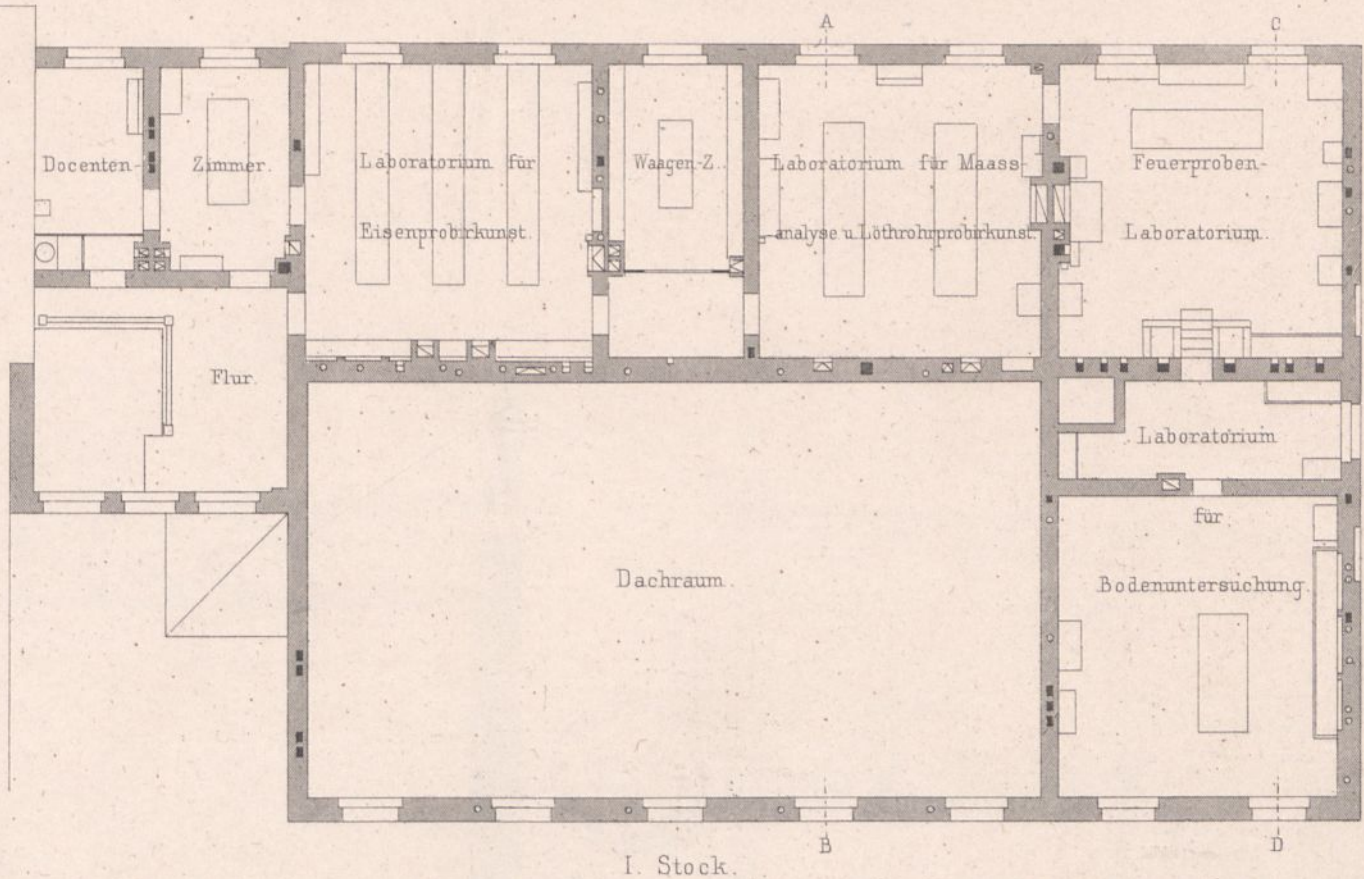 A
C
Docenten-
Zimmer.
Laboratorium für
Eisenprobirkunst.
Waagen-Z.
Laboratorium für Maass-
analyse u. Löthrohrprobirkunst.
Feuerproben-
Laboratorium.
Flur.
Laboratorium
für
Bodenuntersuchung.
Dachraum.
B
D
I. Stock.